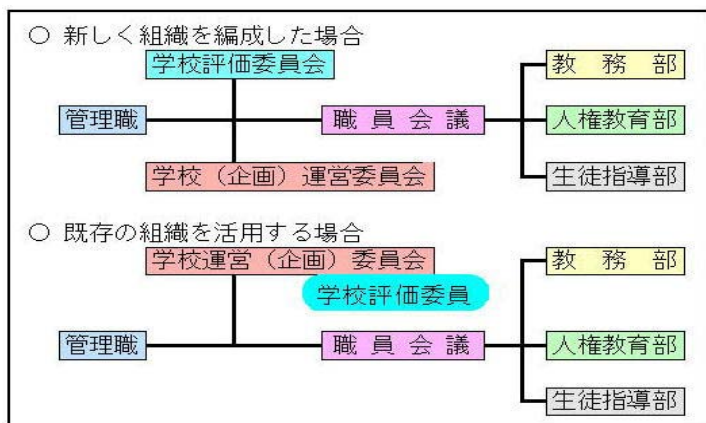 ○ 新しく組織を編成した場合
学校評価委員会
教 務 部
管理職
職 員 会 議
人権教育部
学校（企画）運営委員会
生徒指導部
○ 既存の組織を活用する場合
学校運営（企画）委員会
教 務 部
学校評価委員
管理職
職 員 会 議
人権教育部
生徒指導部